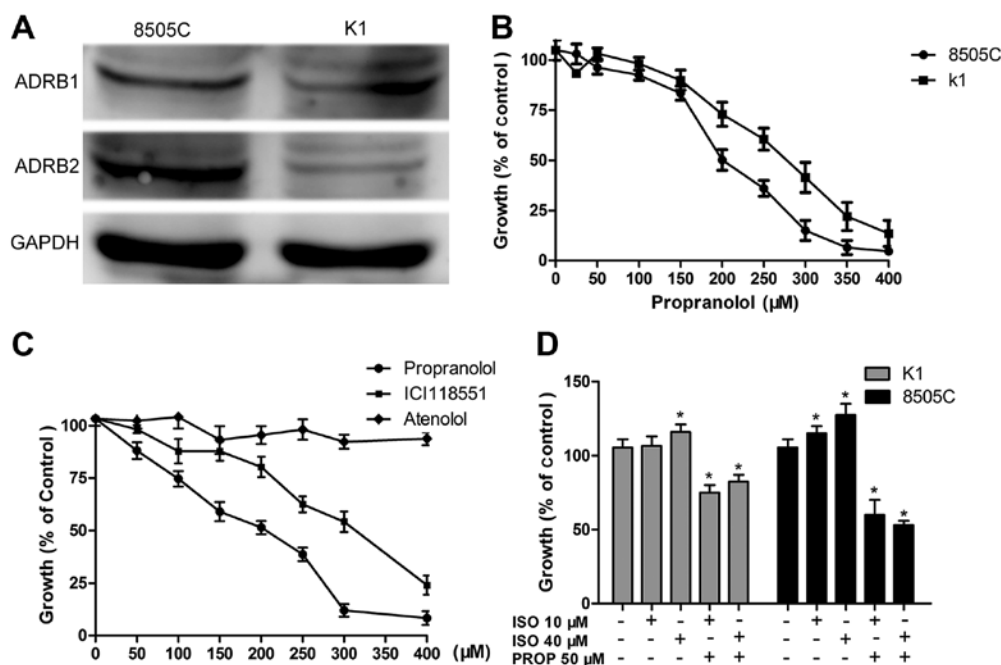 A
8505C K1
ADRB1
ADRB2
GAPDH
B
8505C
k1
Growth (% of control)
100
75
50
25
0
0 50 100 150 200 250 300 350 400
Propranolol (µM)
C
Propranolol
ICI118551
Atenolol
Growth (% of Control)
100
75
50
25
0
0 50 100 150 200 250 300 400 (µM)
D
K1
8505C
Growth (% of control)
150
100
50
0
* * * * * * *
ISO 10 µM - + - + - - + - + -
ISO 40 µM - - + - + - - + - +
PROP 50 µM - - - + + - - - + +